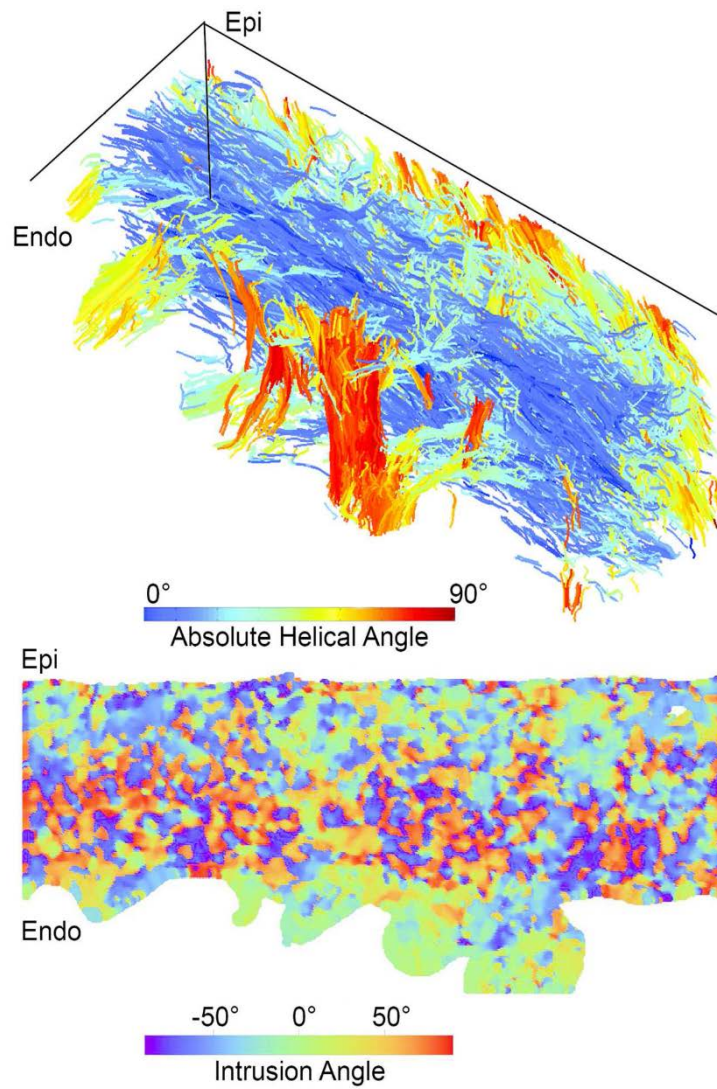 Epi
Endo
0° 90°
Absolute Helical Angle
Epi
Endo
-50° 0° 50°
Intrusion Angle